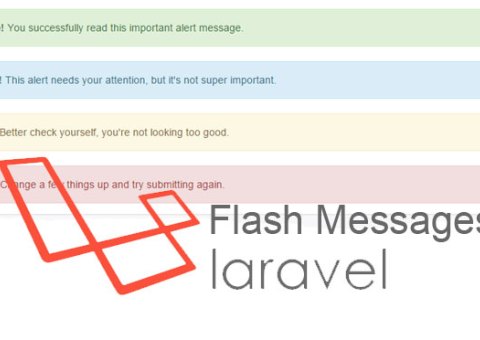 ! You successfully read this important alert message.
! This alert needs your attention, but it's not super important.
Better check yourself, you're not looking too good.
Change a few things up and try submitting again.
Flash Messages
laravel